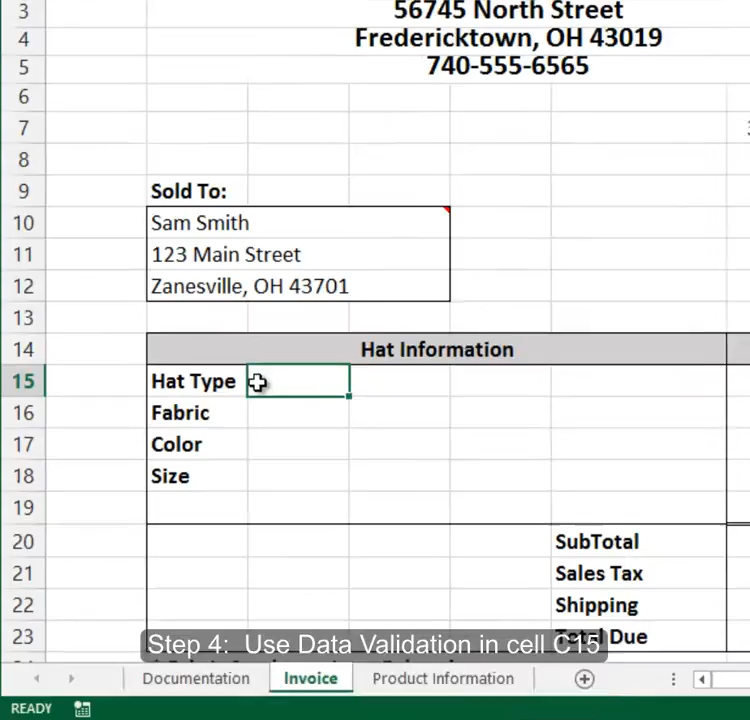 3
56745 North Street
4
Fredericktown, OH 43019
5
740-555-6565
6
7
8
9
Sold To:
10
Sam Smith
11
123 Main Street
12
Zanesville, OH 43701
13
14
Hat Information
15
Hat Type
16
Fabric
17
Color
18
Size
19
20
SubTotal
21
Sales Tax
22
Shipping
23
Total Due
Step 4: Use Data Validation in cell C15
Documentation
Invoice
Product Information
READY